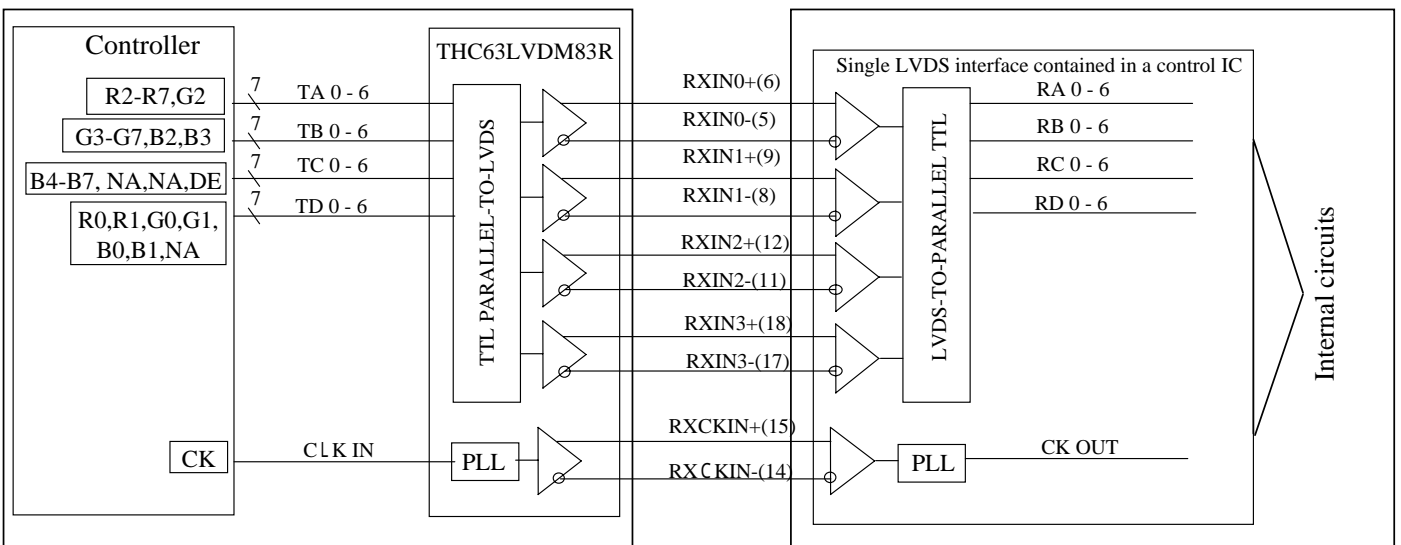 Controller
R2-R7,G2
G3-G7,B2,B3
B4-B7, NA,NA,DE
R0,R1,G0,G1,
B0,B1,NA
CK
7
TA 0 - 6
7
TB 0 - 6
7
TC 0 - 6
7
TD 0 - 6
CLK IN
THC63LVDM83R
TTL PARALLEL-TO-LVDS
PLL
RXIN0+(6)
RXIN0-(5)
RXIN1+(9)
RXIN1-(8)
RXIN2+(12)
RXIN2-(11)
RXIN3+(18)
RXIN3-(17)
RXCKIN+(15)
RXCKIN-(14)
Single LVDS interface contained in a control IC
LVDS-TO-PARALLEL TTL
PLL
RA 0 - 6
RB 0 - 6
RC 0 - 6
RD 0 - 6
CK OUT
Internal circuits